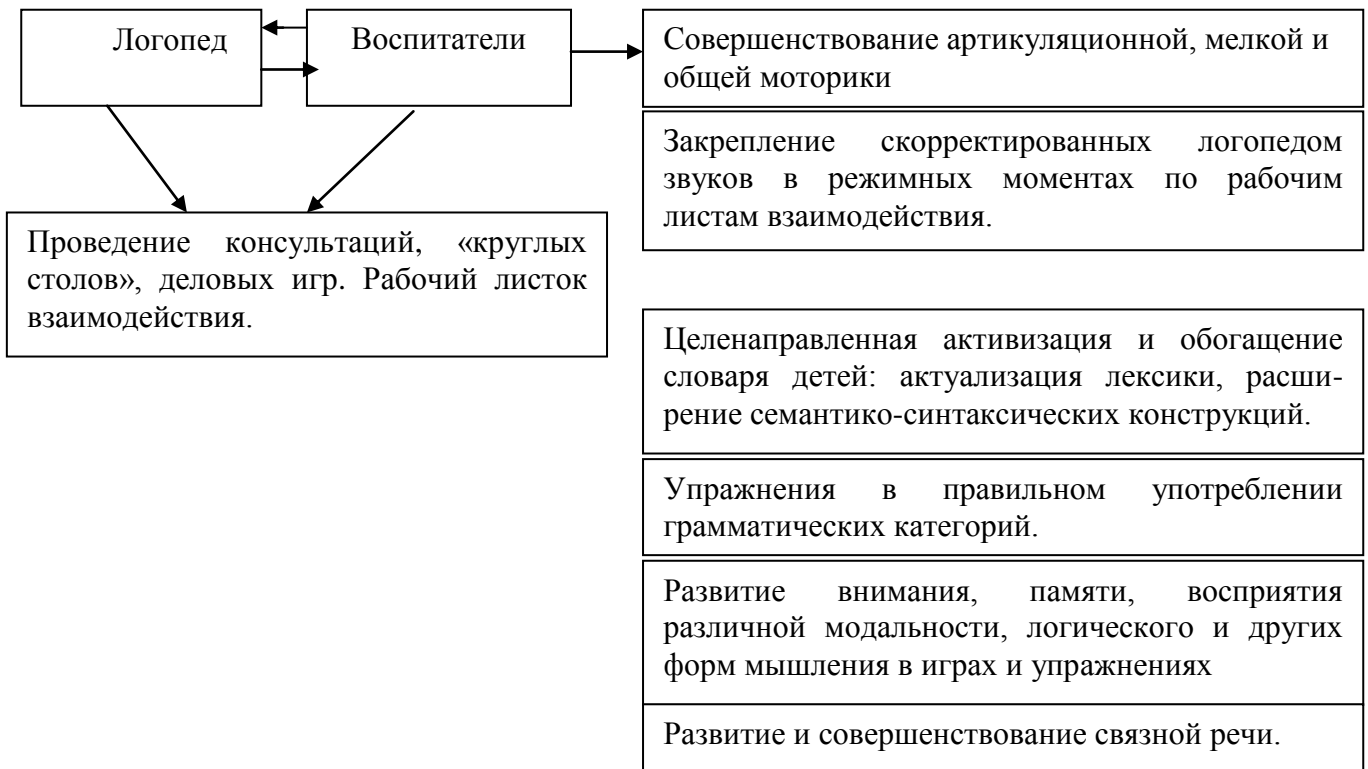 Логопед
Воспитатели
Совершенствование артикуляционной, мелкой и
общей моторики
Закрепление скорректированных логопедом
звуков в режимных моментах по рабочим
листам взаимодействия.
Проведение консультаций, «круглых
столов», деловых игр. Рабочий листок
взаимодействия.
Целенаправленная активизация и обогащение
словаря детей: актуализация лексики, расши-
рение семантико-синтаксических конструкций.
Упражнения в правильном употреблении
грамматических категорий.
Развитие внимания, памяти, восприятия
различной модальности, логического и других
форм мышления в играх и упражнениях
Развитие и совершенствование связной речи.